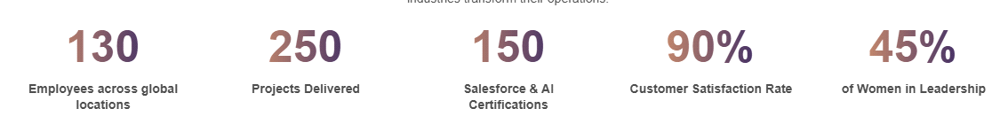 industries transform their operations.
130
250
150
90%
45%
Employees across global
locations
Projects Delivered
Salesforce & AI
Certifications
Customer Satisfaction Rate
of Women in Leadership